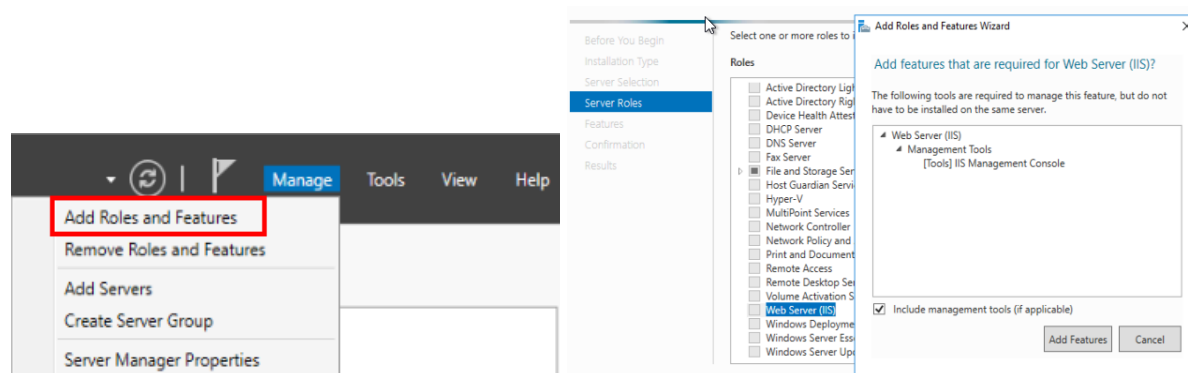 Manage Tools View Help
Add Roles and Features
Remove Roles and Features
Add Servers
Create Server Group
Server Manager Properties
Before You Begin
Installation Type
Server Selection
Server Roles
Features
Confirmation
Results
Select one or more roles to
Roles
Active Directory
Active Directory
Device Health
DHCP Server
DNS Server
Fax Server
File and Storage
Host Guardian
Hyper-V
MultiPoint Services
Network Controller
Network Policy and
Print and Document
Remote Access
Remote Desktop
Volume Activation
Web Server (IIS)
Windows
Windows Server
Windows Server
Add Roles and Features Wizard
Add features that are required for Web Server (IIS)?
The following tools are required to manage this feature, but do not
have to be installed on the same server.
Web Server (IIS)
Management Tools
[Tools] IIS Management Console
Include management tools (if applicable)
Add Features Cancel